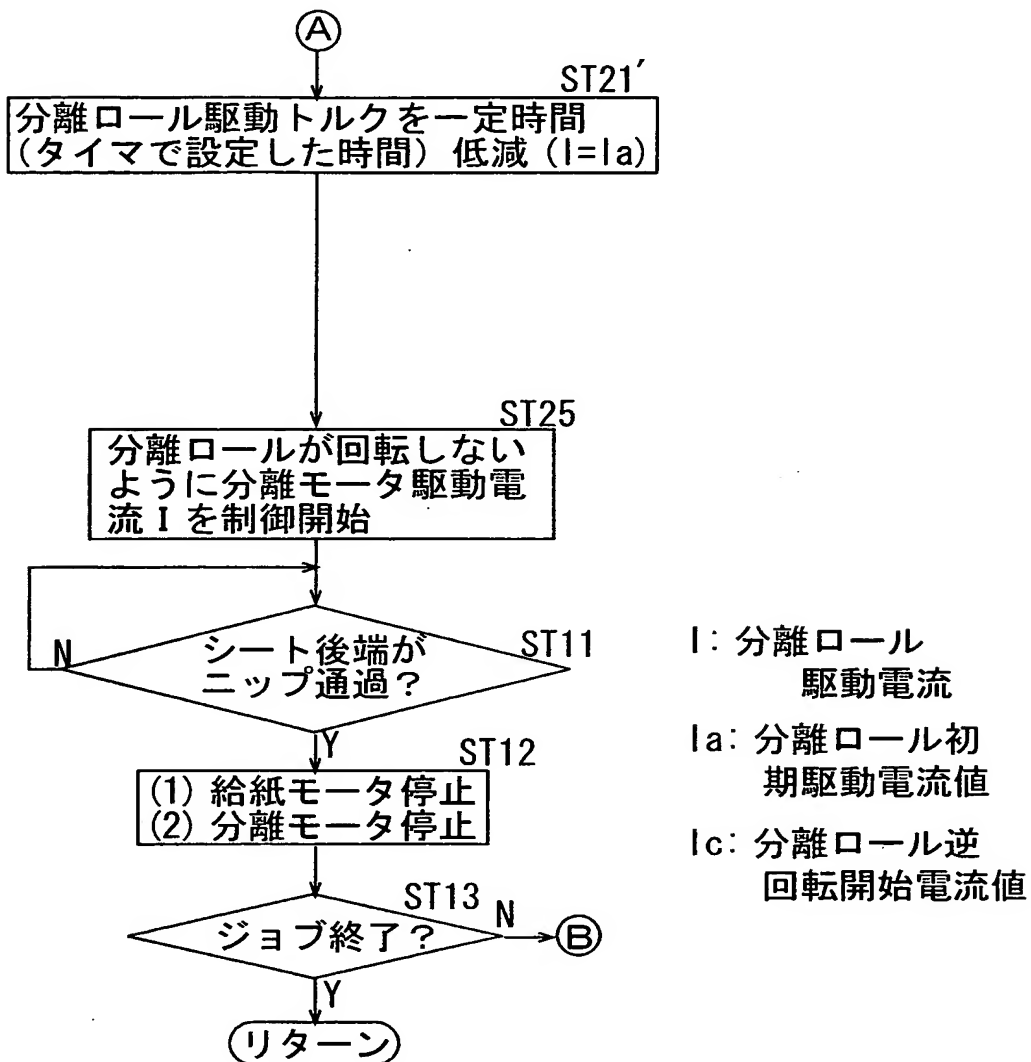 A
ST21′
分離ロール駆動トルクを一定時間
(タイマで設定した時間) 低減 (I=Ia)
ST25
分離ロールが回転しない
ように分離モータ駆動電
流Iを制御開始
シート後端が
ニップ通過?
ST11
N
Y
ST12
(1) 給紙モータ停止
(2) 分離モータ停止
ST13
ジョブ終了?
N
B
Y
リターン
I: 分離ロール
駆動電流
Ia: 分離ロール初
期駆動電流値
Ic: 分離ロール逆
回転開始電流値